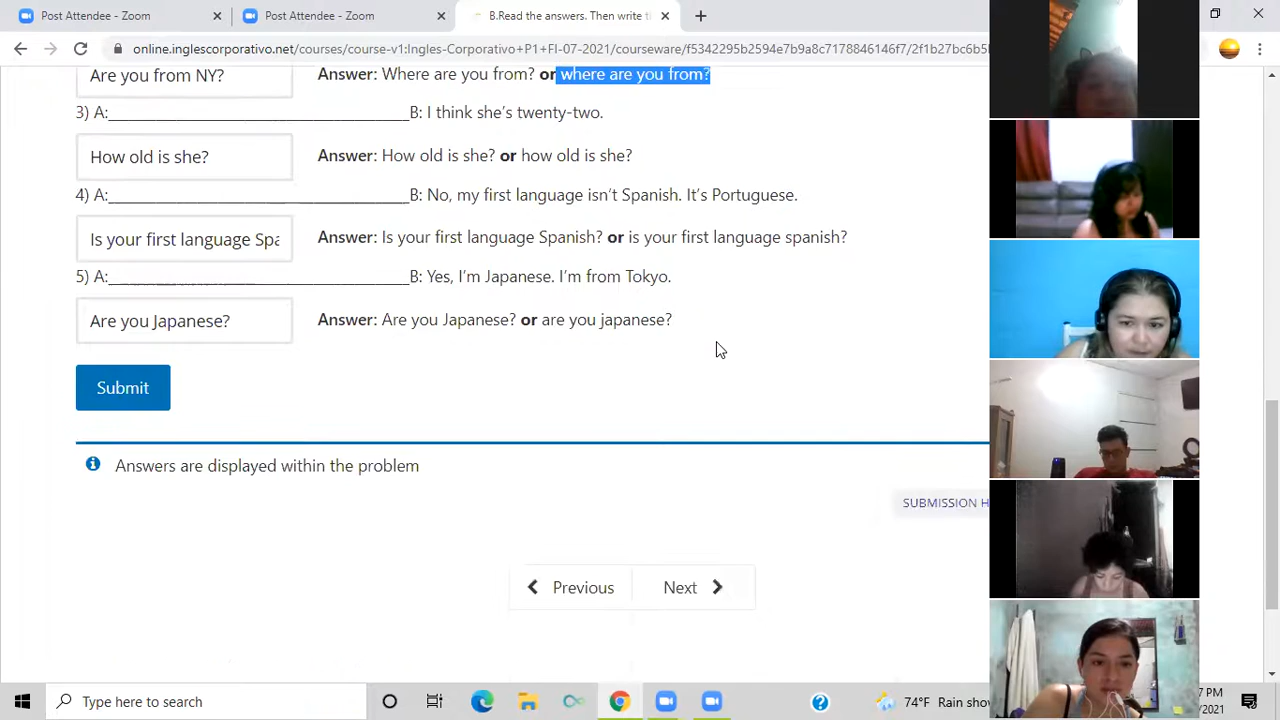 Post Attendee - Zoom
Post Attendee - Zoom
B.Read the answers. Then write t
online.inglescorporativo.net/courses/course-v1:Ingles-Corporativo+P1+FI-07-2021/courseware/f5342295b2594e7b9a8c7178846146f7/2f1b27bc6b5
Are you from NY?
Answer: Where are you from? or where are you from?
3) A:___________________________________B: I think she's twenty-two.
How old is she?
Answer: How old is she? or how old is she?
4) A:___________________________________B: No, my first language isn't Spanish. It's Portuguese.
Is your first language Spa
Answer: Is your first language Spanish? or is your first language spanish?
5) A:___________________________________B: Yes, I'm Japanese. I'm from Tokyo.
Are you Japanese?
Answer: Are you Japanese? or are you japanese?
Submit
Answers are displayed within the problem
SUBMISSION H
Previous
Next
Type here to search
74°F Rain show
7 PM
/2021